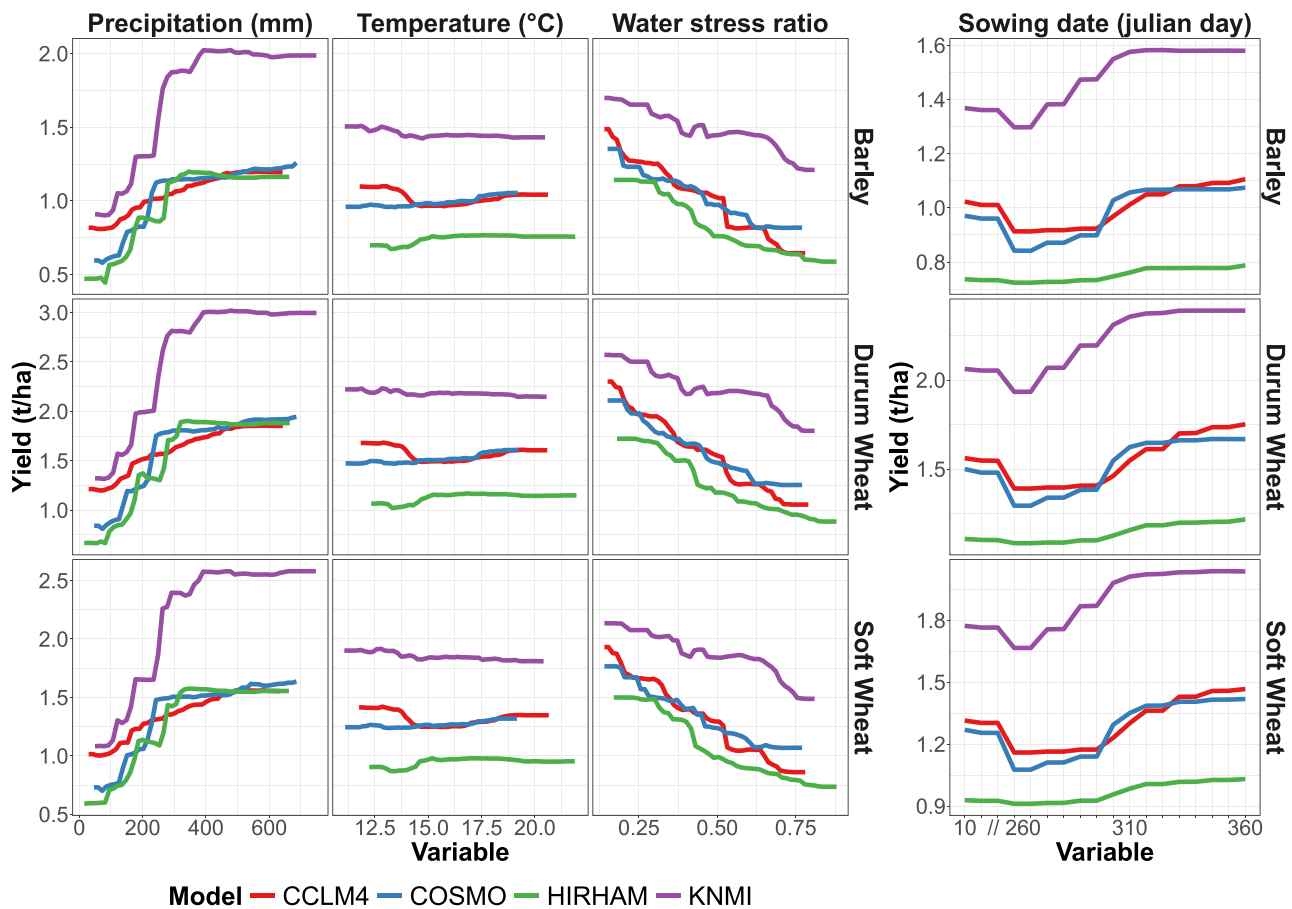 Precipitation (mm) Temperature (°C) Water stress ratio Sowing date (julian day)
2.0
1.5
1.0
0.5
Barley
1.6
1.4
1.2
1.0
0.8
Barley
Yield (t/ha)
3.0
2.5
2.0
1.5
1.0
Durum Wheat
Yield (t/ha)
2.0
1.5
Durum Wheat
2.5
2.0
1.5
1.0
0.5
Soft Wheat
1.8
1.5
1.2
0.9
Soft Wheat
0 200 400 600 12.5 15.0 17.5 20.0 0.25 0.50 0.75 10 // 260 310 360
Variable Variable
Model CCLM4 COSMO HIRHAM KNMI